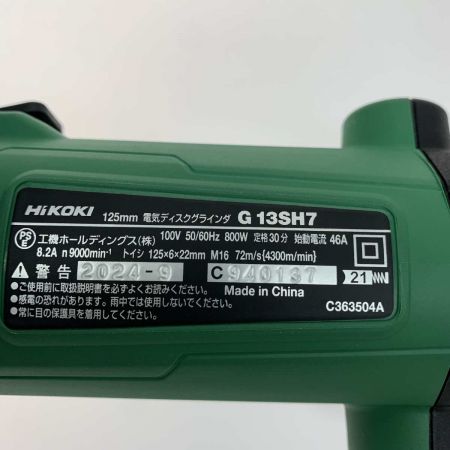 HiKOKI 125mm 電気ディスクグラインダ G 13SH7
PS E 工機ホールディングス(株) 100V 50/60Hz 800W 定格30分 始動電流 46A
8.2A n 9000min⁻¹ トイシ 125×6×22mm M16 72m/s{4300m/min}
警告 2024-9 C 940137 21
●ご使用前に取扱説明書を必ずよくお読みください。 Made in China
●感電の恐れがあります。雨中では使用しないでください。
●常に目の保護具を着用してください。 C363504A